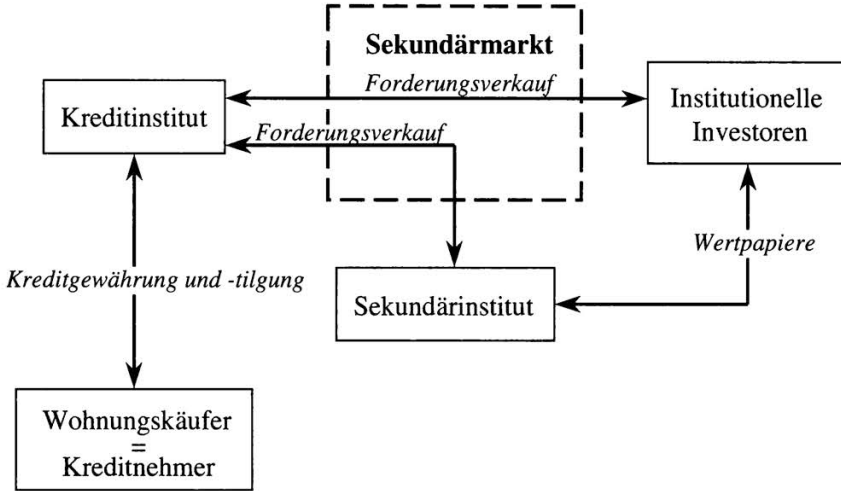 Sekundärmarkt
Forderungsverkauf
Kreditinstitut
Institutionelle
Investoren
Forderungsverkauf
Wertpapiere
Kreditgewährung und -tilgung
Sekundärinstitut
Wohnungskäufer
=
Kreditnehmer